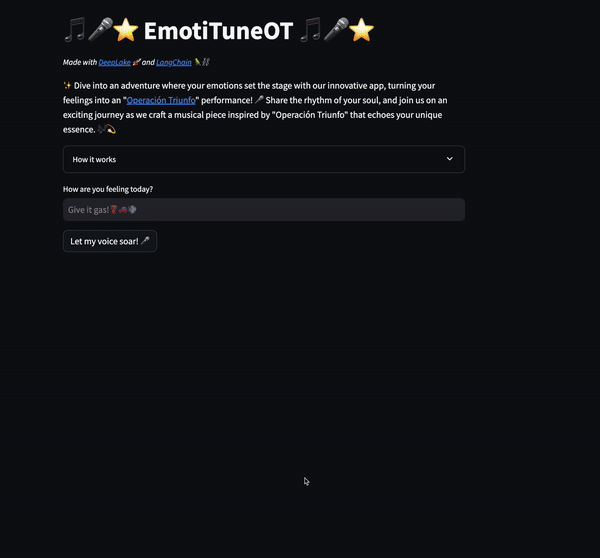 🎵🎤⭐ EmotiTuneOT 🎵🎤⭐
Made with DeepLake 🚀 and LangChain 🦜⛓️
✨ Dive into an adventure where your emotions set the stage with our innovative app, turning your
feelings into an "Operación Triunfo" performance! 🎤 Share the rhythm of your soul, and join us on an
exciting journey as we craft a musical piece inspired by "Operación Triunfo" that echoes your unique
essence. 🎶💫
How it works
How are you feeling today?
Give it gas!
Let my voice soar! 🎤